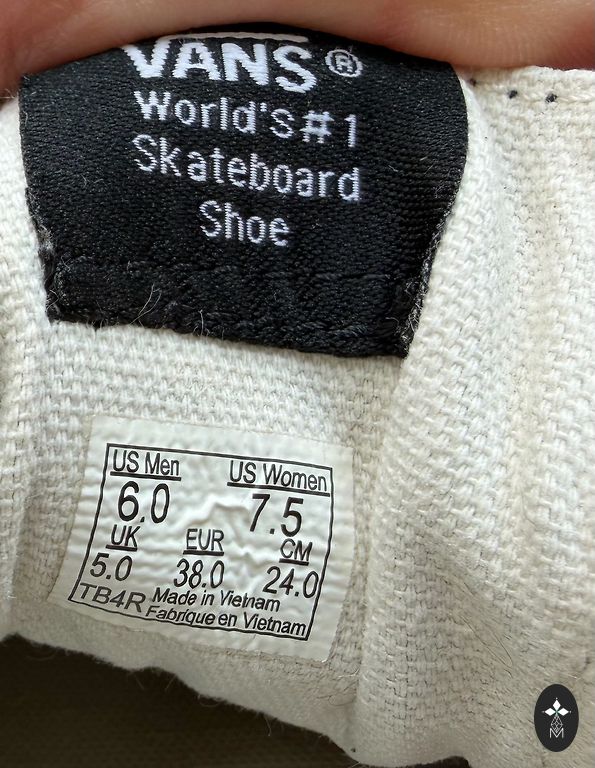 VANS®
World's #1
Skateboard
Shoe
US Men US Women
6.0 7.5
UK EUR CM
5.0 38.0 24.0
TB4R Made in Vietnam
Fabriqué en Vietnam
M